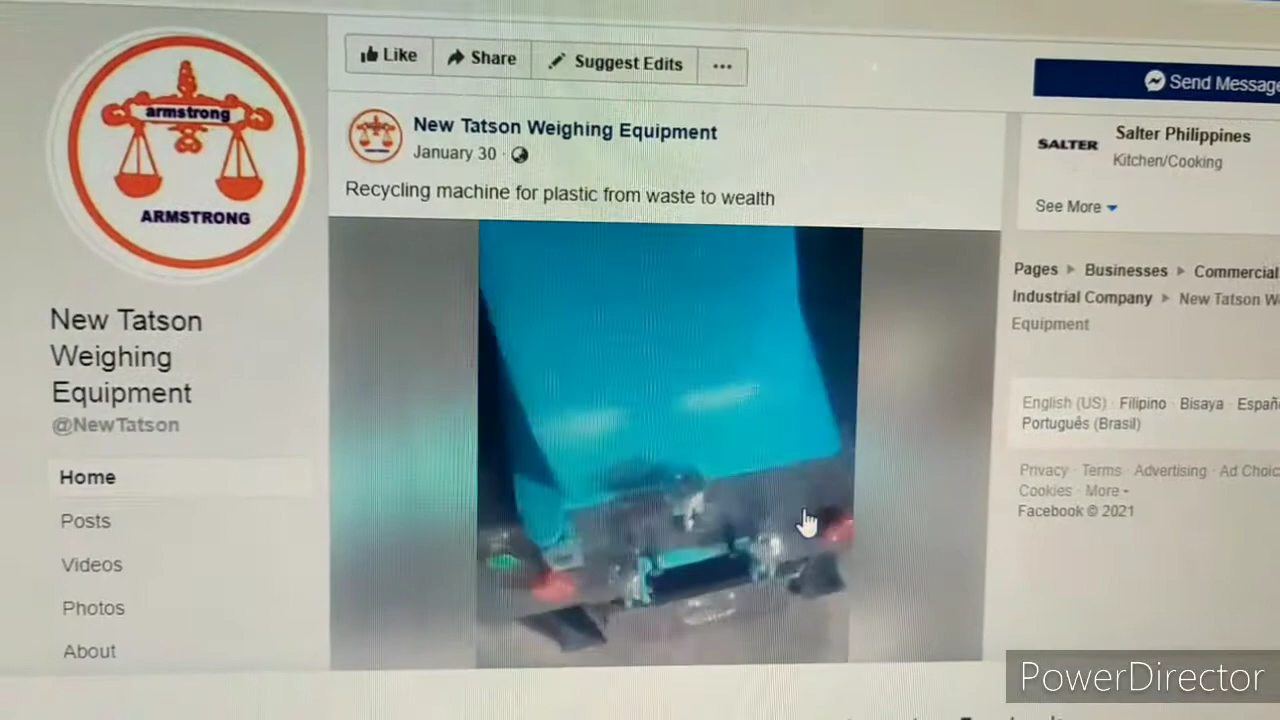 armstrong
ARMSTRONG
New Tatson
Weighing
Equipment
@NewTatson
Home
Posts
Videos
Photos
About
Like
Share
Suggest Edits
New Tatson Weighing Equipment
January 30
Recycling machine for plastic from waste to wealth
Send Message
SALTER
Salter Philippines
Kitchen/Cooking
See More
Pages Businesses Commercial
Industrial Company New Tatson W
Equipment
English (US) · Filipino · Bisaya · Españ
Português (Brasil)
Privacy · Terms · Advertising · Ad Choic
Cookies · More
Facebook © 2021
PowerDirector